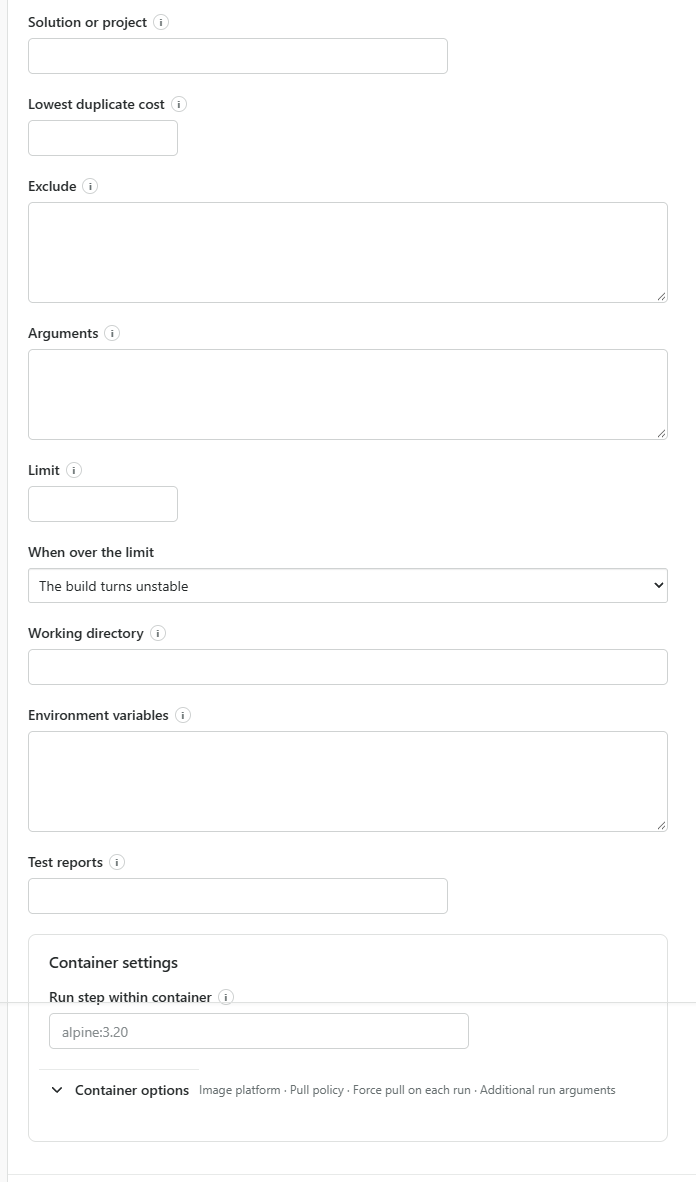 Solution or project
Lowest duplicate cost
Exclude
Arguments
Limit
When over the limit
The build turns unstable
Working directory
Environment variables
Test reports
Container settings
Run step within container
alpine:3.20
Container options Image platform · Pull policy · Force pull on each run · Additional run arguments